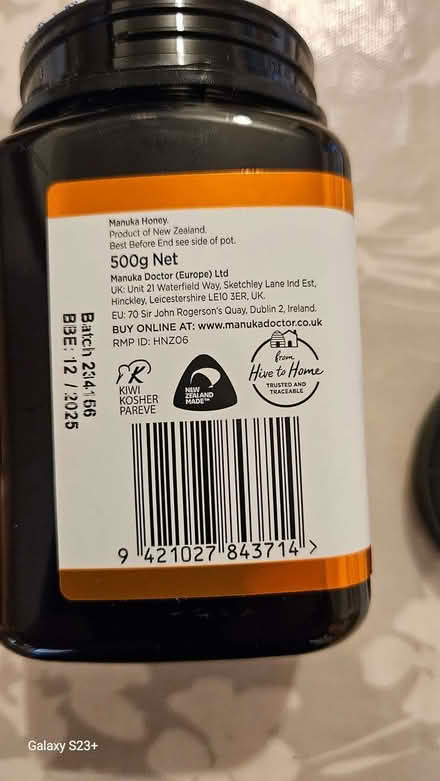 Manuka Honey.
Product of New Zealand.
Best Before End see side of pot.
500g Net
Manuka Doctor (Europe) Ltd
UK: Unit 21 Waterfield Way, Sketchley Lane Ind Est,
Hinckley, Leicestershire LE10 3ER, UK.
EU: 70 Sir John Rogerson's Quay, Dublin 2, Ireland.
BUY ONLINE AT: www.manukadoctor.co.uk
RMP ID: HNZ06
Batch 234156
BBE: 12 / 2025
KIWI
KOSHER
PAREVE
NEW
ZEALAND
MADE™
from
Hive to Home
TRUSTED AND
TRACEABLE
9 421027 843714 >
Galaxy S23+